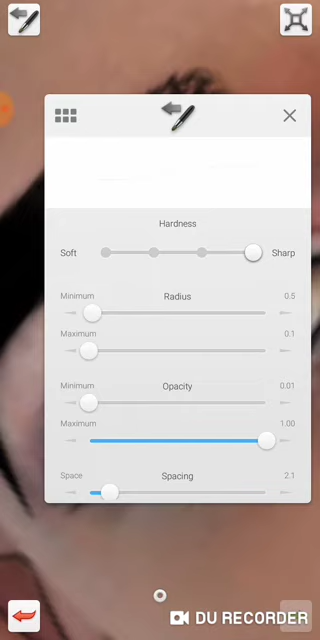 Hardness
Soft Sharp
Minimum Radius 0.5
Maximum 0.1
Minimum Opacity 0.01
Maximum 1.00
Space Spacing 2.1
DU RECORDER